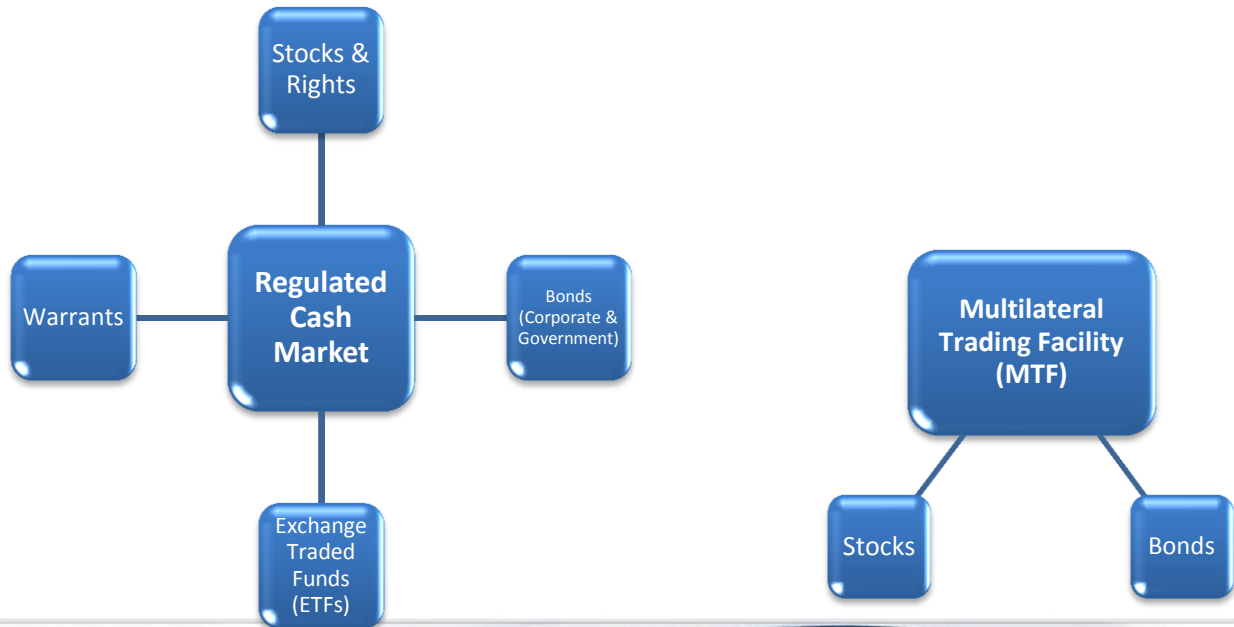 Stocks &
Rights
Warrants
Regulated
Cash
Market
Bonds
(Corporate &
Government)
Exchange
Traded
Funds
(ETFs)
Multilateral
Trading Facility
(MTF)
Stocks
Bonds